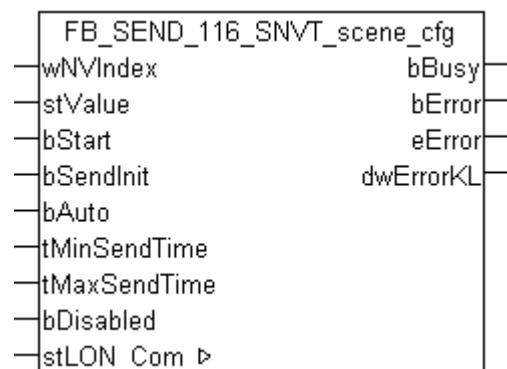 FB_SEND_116_SNVT_scene_cfg
wNVIndex bBusy
stValue bError
bStart eError
bSendInit dwErrorKL
bAuto
tMinSendTime
tMaxSendTime
bDisabled
stLON_Com ▷